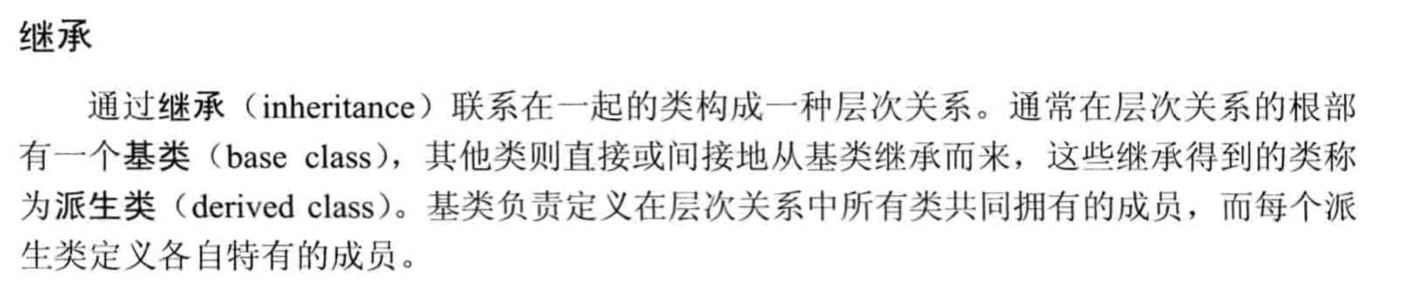 继承
通过继承（inheritance）联系在一起的类构成一种层次关系。通常在层次关系的根部
有一个基类（base class），其他类则直接或间接地从基类继承而来，这些继承得到的类称
为派生类（derived class）。基类负责定义在层次关系中所有类共同拥有的成员，而每个派
生类定义各自特有的成员。